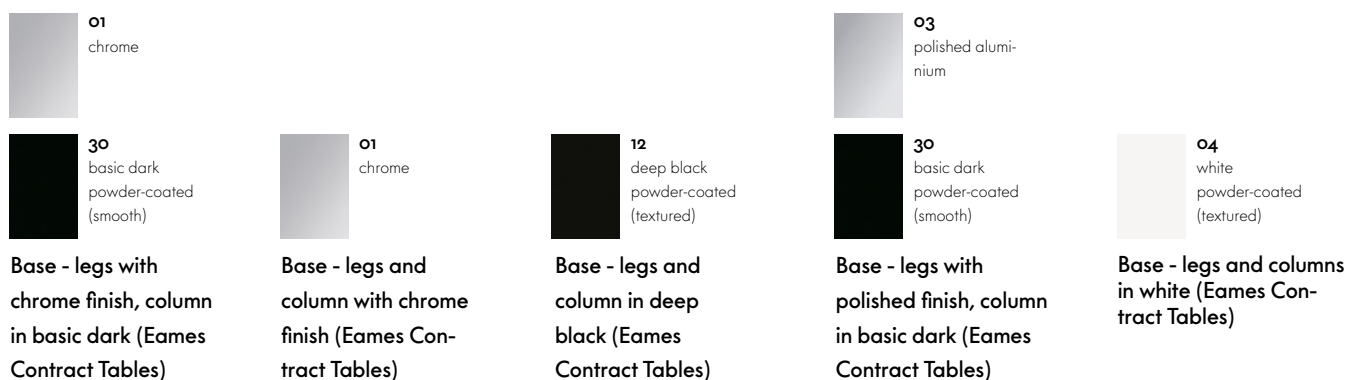 01
chrome
30
basic dark
powder-coated
(smooth)
Base - legs with
chrome finish, column
in basic dark (Eames
Contract Tables)
01
chrome
Base - legs and
column with chrome
finish (Eames Con-
tract Tables)
12
deep black
powder-coated
(textured)
Base - legs and
column in deep
black (Eames
Contract Tables)
03
polished alumi-
nium
30
basic dark
powder-coated
(smooth)
Base - legs with
polished finish, column
in basic dark (Eames
Contract Tables)
04
white
powder-coated
(textured)
Base - legs and columns
in white (Eames Con-
tract Tables)